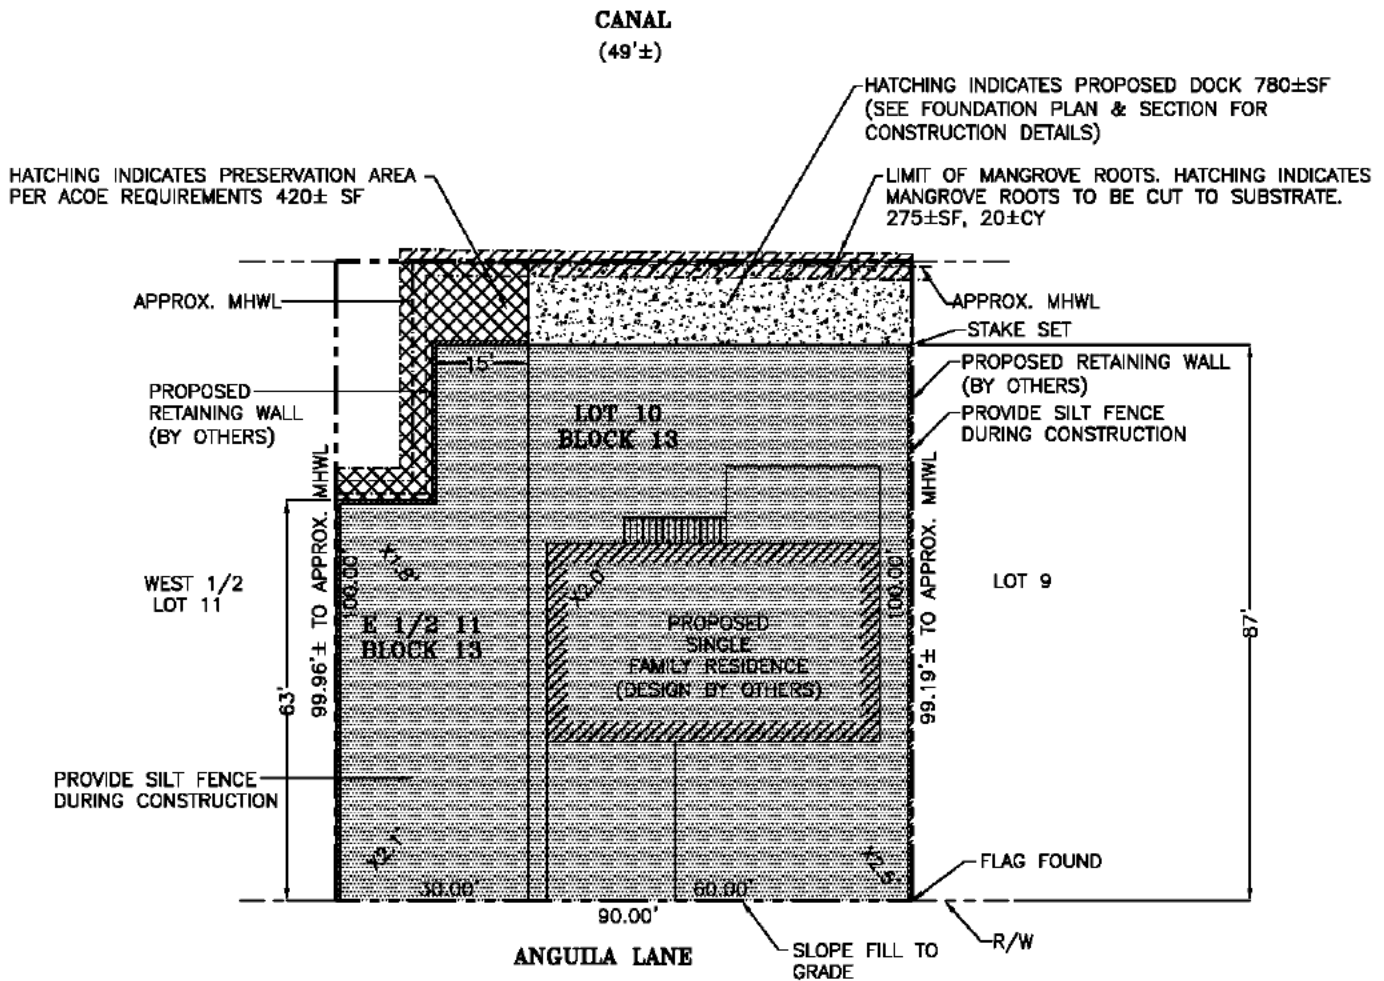 CANAL
(49'±)
HATCHING INDICATES PROPOSED DOCK 780±SF
(SEE FOUNDATION PLAN & SECTION FOR
CONSTRUCTION DETAILS)
HATCHING INDICATES PRESERVATION AREA
PER ACOE REQUIREMENTS 420± SF
LIMIT OF MANGROVE ROOTS. HATCHING INDICATES
MANGROVE ROOTS TO BE CUT TO SUBSTRATE.
275±SF, 20±CY
APPROX. MHWL
APPROX. MHWL
STAKE SET
15'
PROPOSED RETAINING WALL
(BY OTHERS)
PROPOSED
RETAINING WALL
(BY OTHERS)
LOT 10
BLOCK 13
PROVIDE SILT FENCE
DURING CONSTRUCTION
99.96'± TO APPROX. MHWL
100.00'
X1.8'
X2.0'
100.00'
99.19'± TO APPROX. MHWL
WEST 1/2
LOT 11
LOT 9
E 1/2 11
BLOCK 13
PROPOSED
SINGLE
FAMILY RESIDENCE
(DESIGN BY OTHERS)
87'
63'
PROVIDE SILT FENCE
DURING CONSTRUCTION
X2.1'
FLAG FOUND
30.00'
60.00'
90.00'
R/W
ANGUILA LANE
SLOPE FILL TO
GRADE